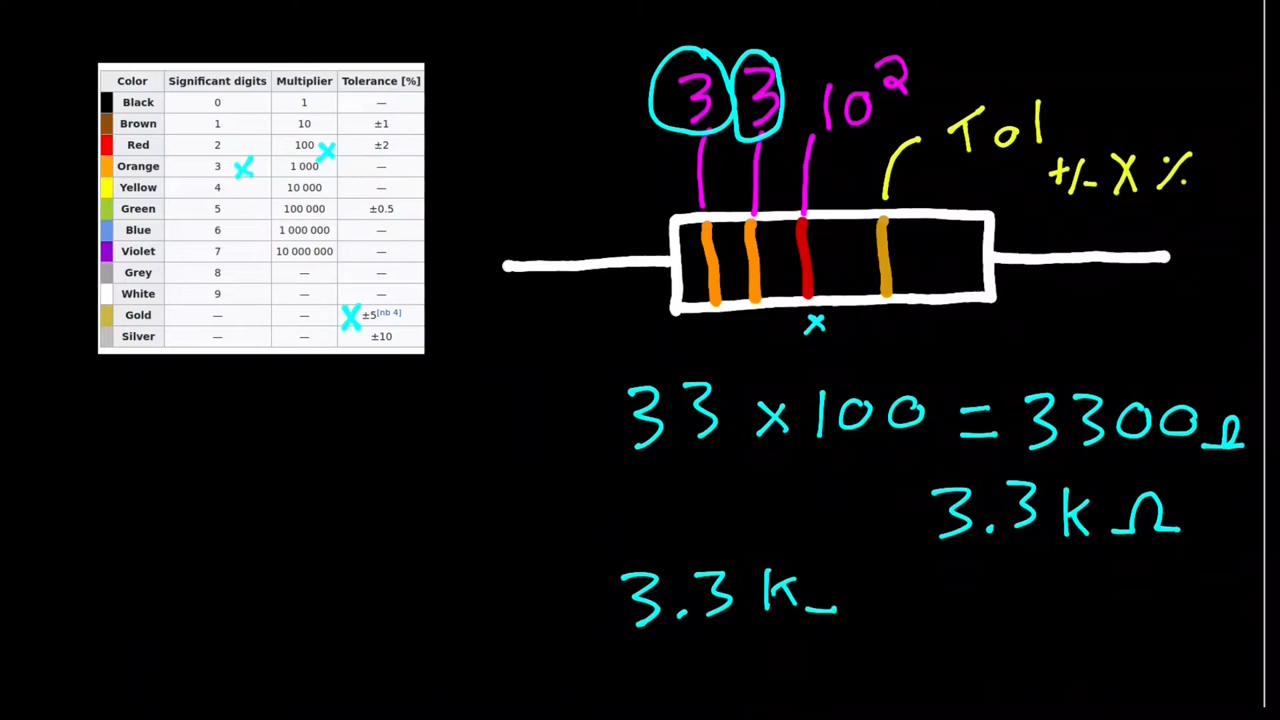 Color Significant digits Multiplier Tolerance [%]
Black 0 1 —
Brown 1 10 — ±1
Red 2 100 ±2
Orange 3 1 000 —
Yellow 4 10 000 —
Green 5 100 000 ±0.5
Blue 6 1 000 000 —
Violet 7 10 000 000 —
Grey 8 — —
White 9 — —
Gold — — ±5[nb 4]
Silver — — ±10
3 3 10²
Tol
+/- X %
x
33 x 100 = 3300 Ω
3.3 k Ω
3.3 k